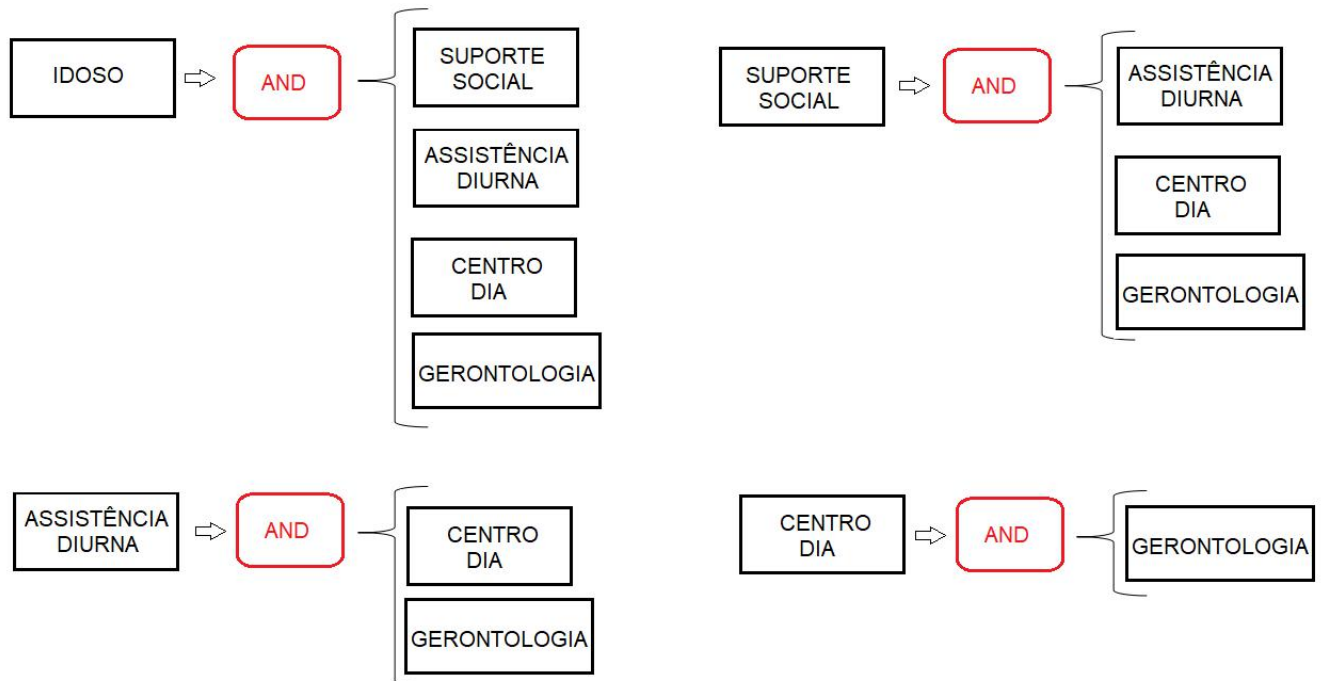 IDOSO
AND
SUPORTE
SOCIAL
ASSISTÊNCIA
DIURNA
CENTRO
DIA
GERONTOLOGIA
SUPORTE
SOCIAL
AND
ASSISTÊNCIA
DIURNA
CENTRO
DIA
GERONTOLOGIA
ASSISTÊNCIA
DIURNA
AND
CENTRO
DIA
GERONTOLOGIA
CENTRO
DIA
AND
GERONTOLOGIA